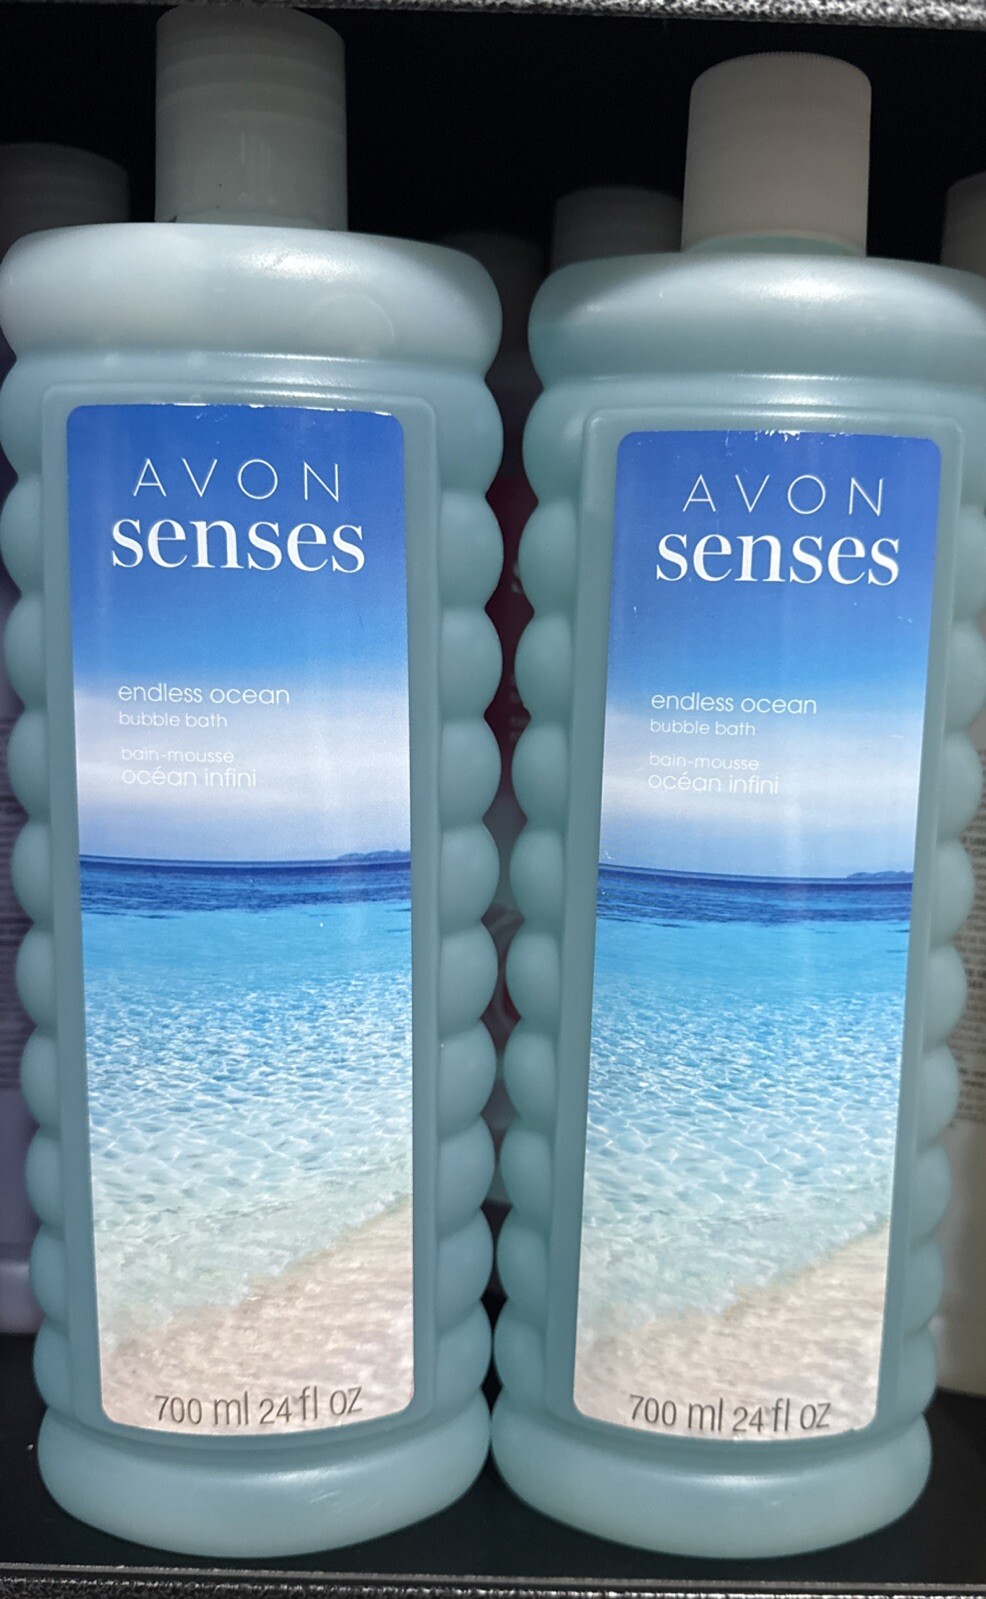 AVON
senses
endless ocean
bubble bath
bain-mousse
océan infini
700 ml 24 fl oz
AVON
senses
endless ocean
bubble bath
bain-mousse
océan infini
700 ml 24 fl oz